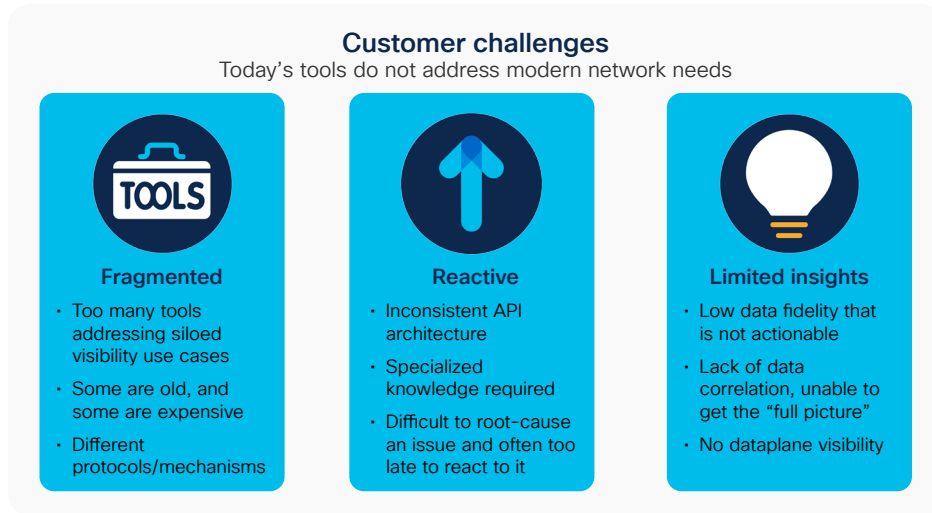 Customer challenges
Today's tools do not address modern network needs
TOOLS
Fragmented
· Too many tools
addressing siloed
visibility use cases
· Some are old, and
some are expensive
· Different
protocols/mechanisms
Reactive
· Inconsistent API
architecture
· Specialized
knowledge required
· Difficult to root-cause
an issue and often too
late to react to it
Limited insights
· Low data fidelity that
is not actionable
· Lack of data
correlation, unable to
get the “full picture”
· No dataplane visibility